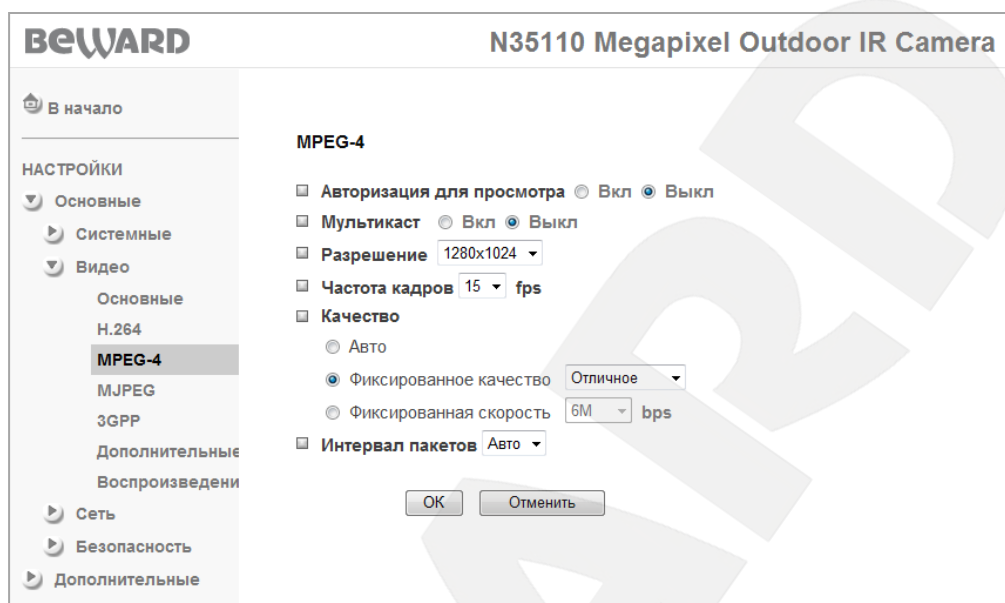 BEWARD
N35110 Megapixel Outdoor IR Camera
В начало
НАСТРОЙКИ
Основные
Системные
Видео
Основные
H.264
MPEG-4
MJPEG
3GPP
Дополнительные
Воспроизведени
Сеть
Безопасность
Дополнительные
MPEG-4
Авторизация для просмотра Вкл Выкл
Мультикаст Вкл Выкл
Разрешение 1280x1024
Частота кадров 15 fps
Качество
Авто
Фиксированное качество Отличное
Фиксированная скорость 6M bps
Интервал пакетов Авто
OK Отменить